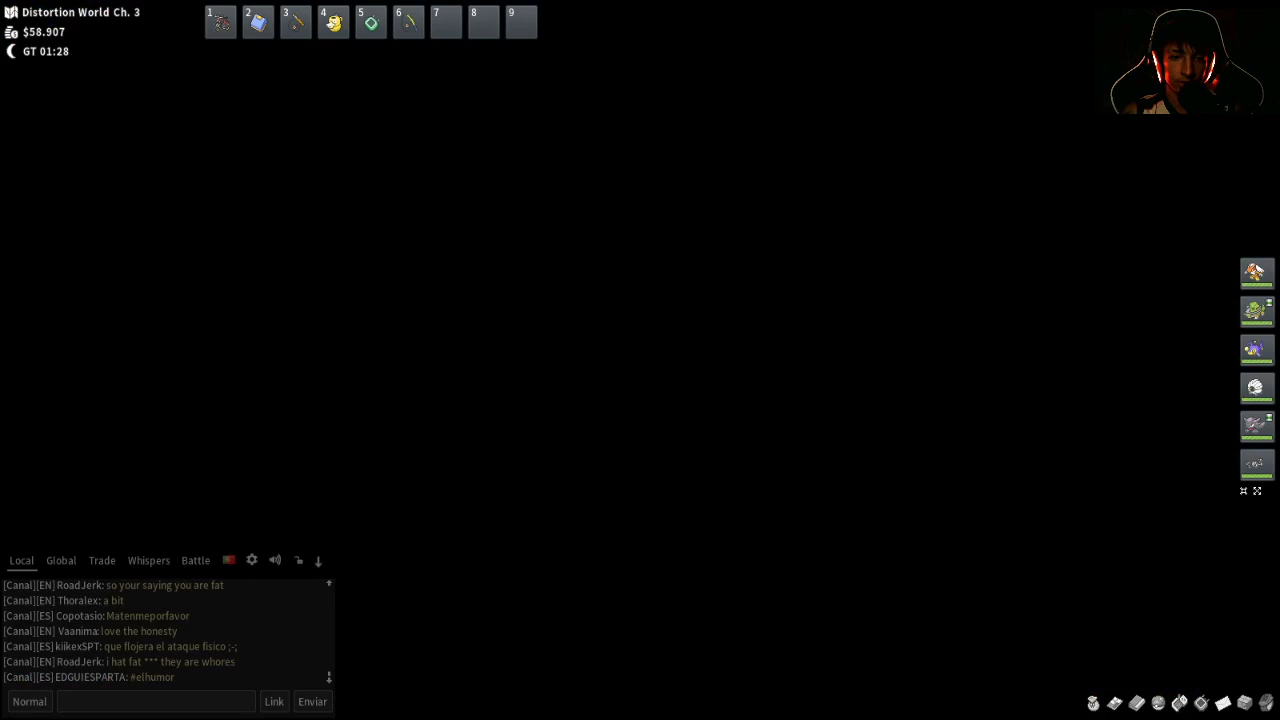 Distortion World Ch. 3
$58.907
GT 01:28
1 2 3 4 5 6 7 8 9
Local Global Trade Whispers Battle
[Canal][EN] RoadJerk: so your saying you are fat
[Canal][EN] Thoralex: a bit
[Canal][ES] Copotasio: Matenmeporfavor
[Canal][EN] Vaanima: love the honesty
[Canal][ES] kiikexSPT: que flojera el ataque fisico ;-;
[Canal][EN] RoadJerk: i hat fat *** they are whores
[Canal][ES] EDGUIESPARTA: #elhumor
Normal Link Enviar